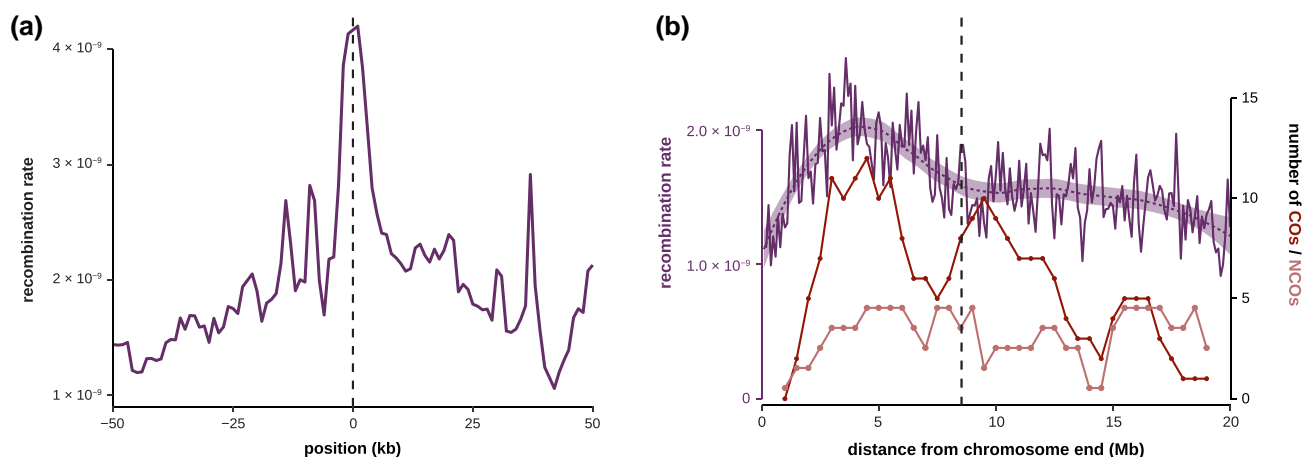 (a)
recombination rate
4 × 10⁻⁹
3 × 10⁻⁹
2 × 10⁻⁹
1 × 10⁻⁹
−50
−25
0
25
50
position (kb)
(b)
recombination rate
2.0 × 10⁻⁹
1.0 × 10⁻⁹
0
0
5
10
15
20
distance from chromosome end (Mb)
15
10
5
0
number of COs / NCOs